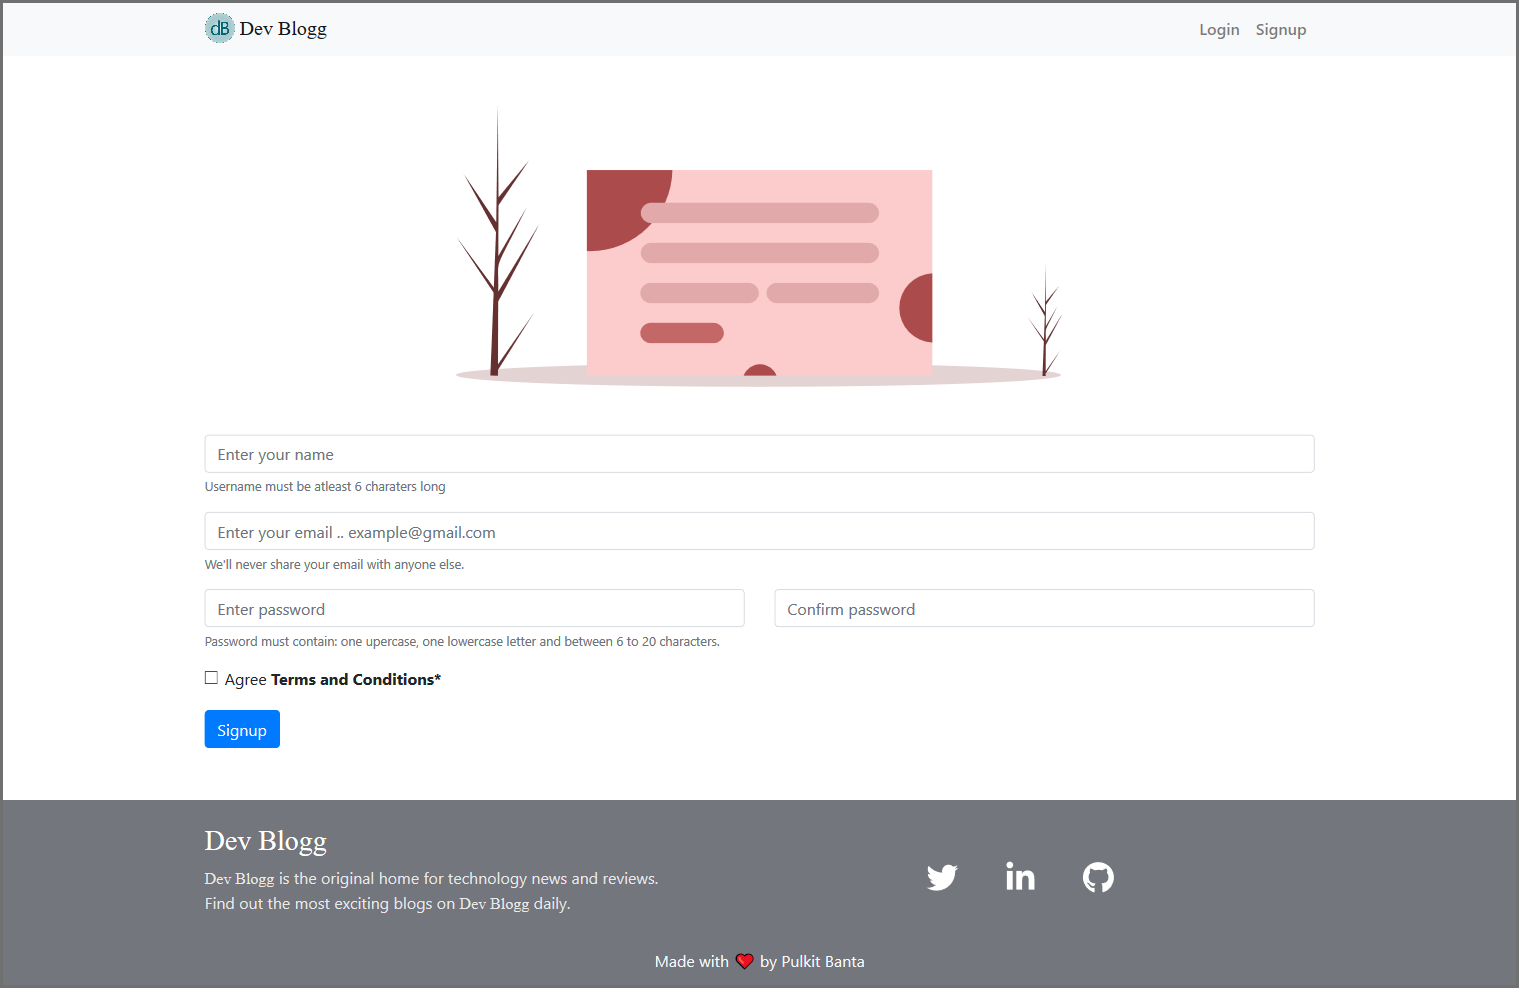 dB Dev Blogg
Login Signup
Enter your name
Username must be atleast 6 charaters long
Enter your email .. example@gmail.com
We'll never share your email with anyone else.
Enter password Confirm password
Password must contain: one upercase, one lowercase letter and between 6 to 20 characters.
Agree Terms and Conditions*
Signup
Dev Blogg
Dev Blogg is the original home for technology news and reviews.
Find out the most exciting blogs on Dev Blogg daily.
in
Made with ❤ by Pulkit Banta